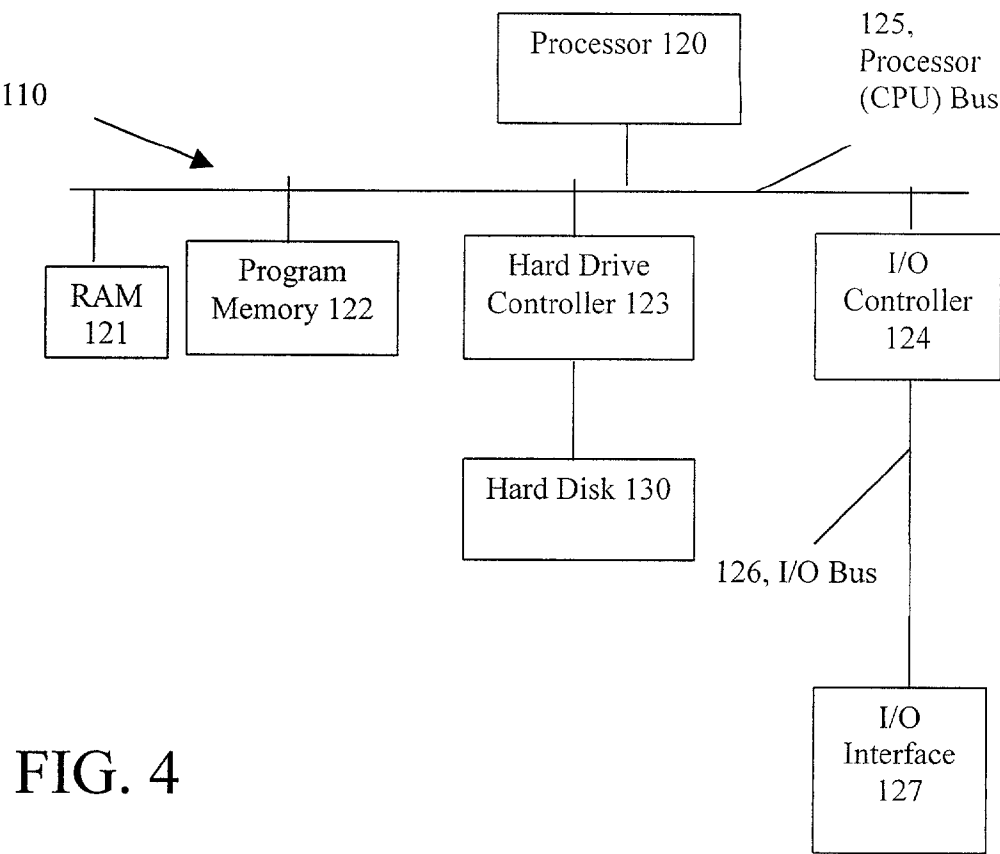 Processor 120
125,
Processor
(CPU) Bus
110
RAM
121
Program
Memory 122
Hard Drive
Controller 123
I/O
Controller
124
Hard Disk 130
126, I/O Bus
I/O
Interface
127
FIG. 4